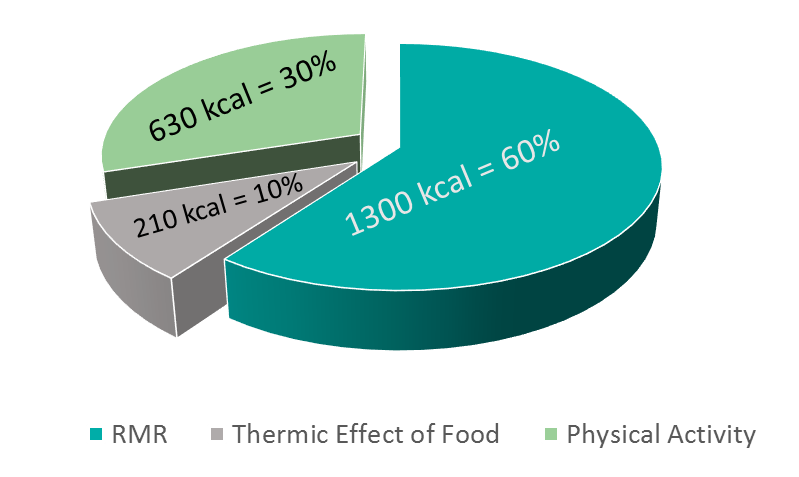 630 kcal = 30%
1300 kcal = 60%
210 kcal = 10%
RMR
Thermic Effect of Food
Physical Activity